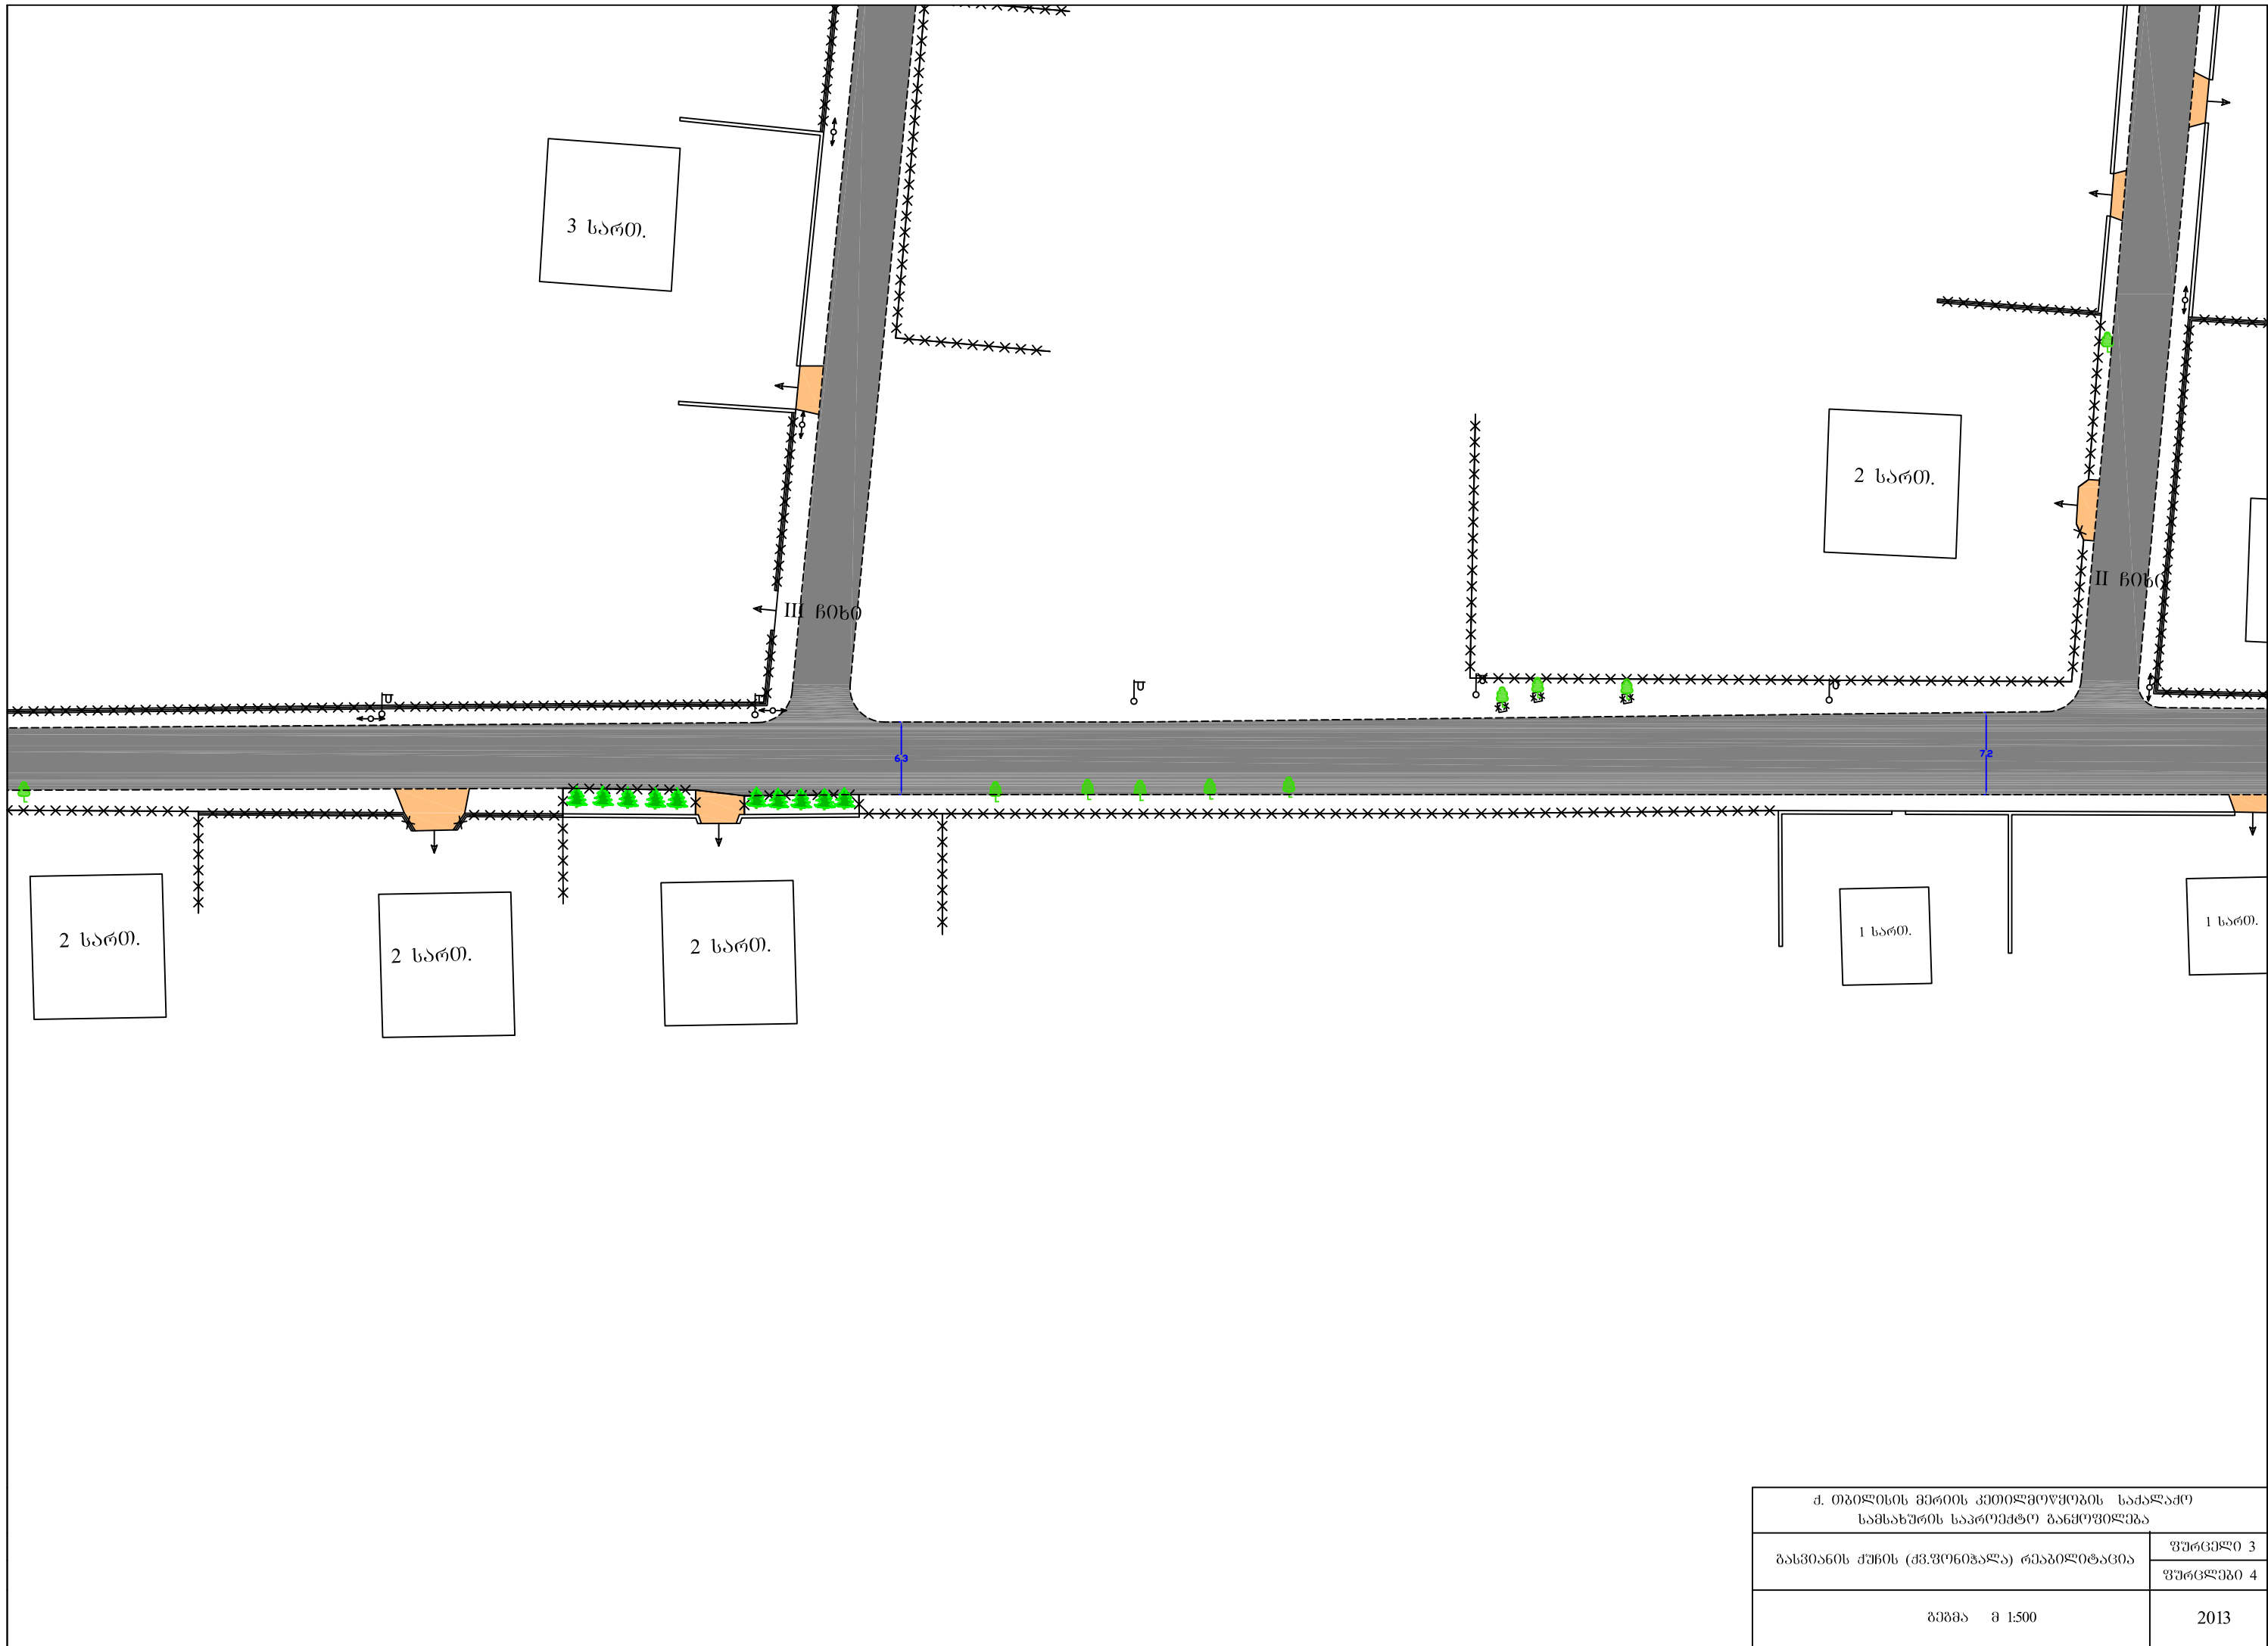 3 სართ.
2 სართ.
II ჩიხი
III ჩიხი
6.3
7.2
2 სართ.
2 სართ.
2 სართ.
1 სართ.
1 სართ.
ქ. თბილისის მერიის კეთილმოწყობის საქალაქო
სამსახურის საპროექტო განყოფილება
გასვიანის ქუჩის (ქვ.ფონიჭალა) რეაბილიტაცია
ფურცელი 3
ფურცლები 4
გეგმა მ 1:500
2013